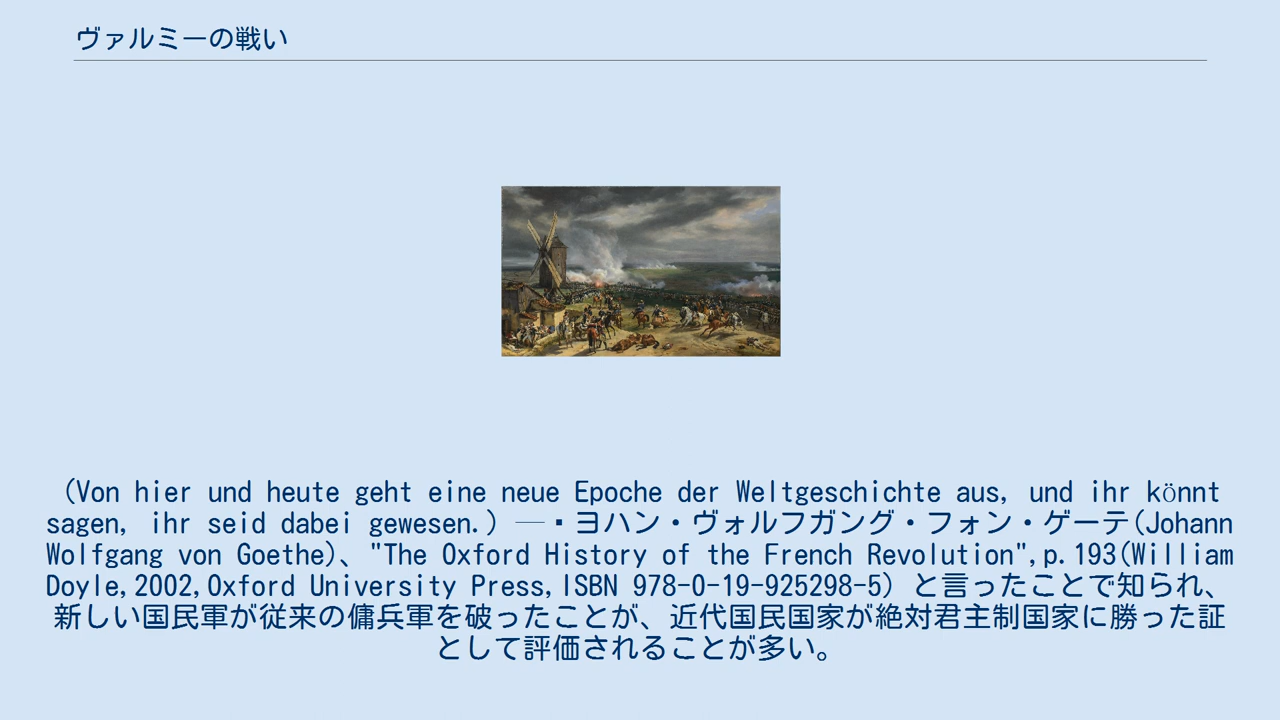 ヴァルミーの戦い
（Von hier und heute geht eine neue Epoche der Weltgeschichte aus, und ihr könnt
sagen, ihr seid dabei gewesen.）―・ヨハン・ヴォルフガング・フォン・ゲーテ(Johann
Wolfgang von Goethe)、"The Oxford History of the French Revolution",p.193(William
Doyle,2002,Oxford University Press,ISBN 978-0-19-925298-5) と言ったことで知られ、
新しい国民軍が従来の傭兵軍を破ったことが、近代国民国家が絶対君主制国家に勝った証
として評価されることが多い。